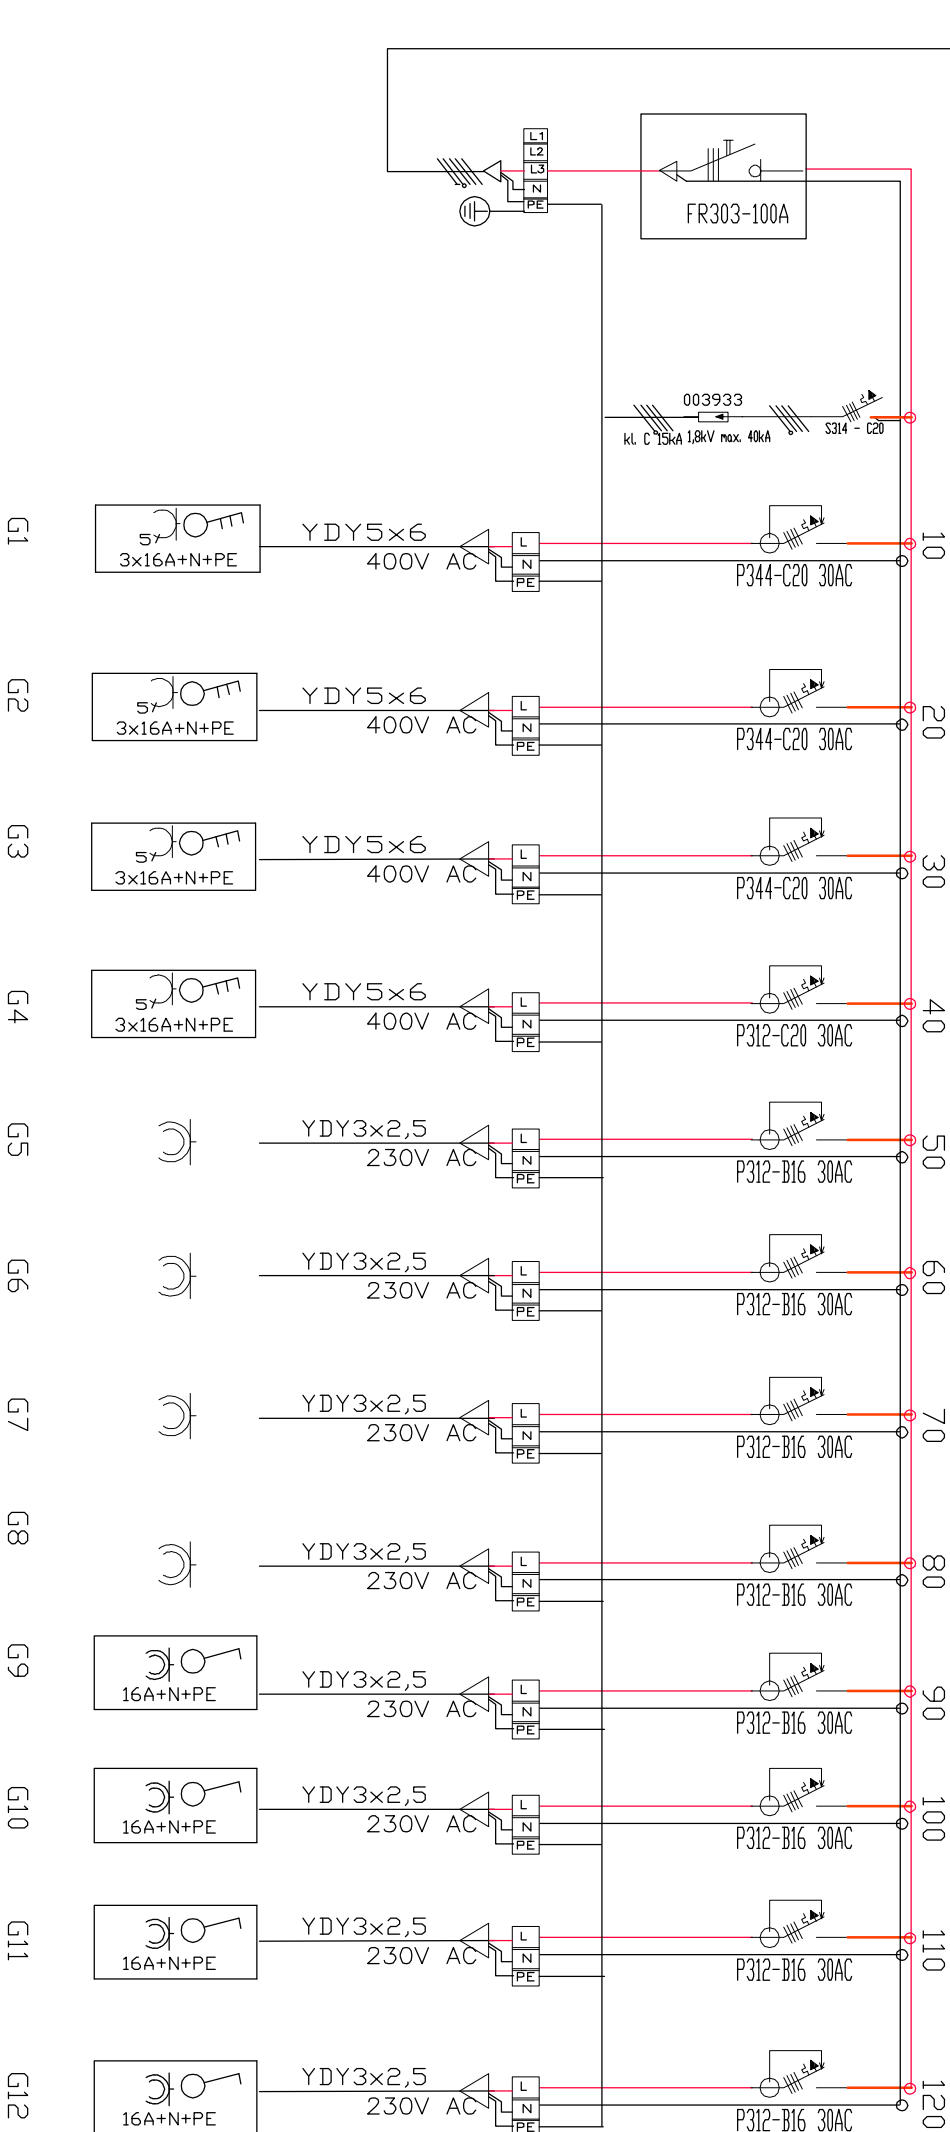 L1
L2
L3
N
PE
FR303-100A
003933
kl. C 15kA 1,8kV max. 40kA
S314 - C20
G1
5x
3x16A+N+PE
YDY5x6
400V AC
L
N
PE
P344-C20 30AC
10
G2
5x
3x16A+N+PE
YDY5x6
400V AC
L
N
PE
P344-C20 30AC
20
G3
5x
3x16A+N+PE
YDY5x6
400V AC
L
N
PE
P344-C20 30AC
30
G4
5x
3x16A+N+PE
YDY5x6
400V AC
L
N
PE
P312-C20 30AC
40
G5
YDY3x2,5
230V AC
L
N
PE
P312-B16 30AC
50
G6
YDY3x2,5
230V AC
L
N
PE
P312-B16 30AC
60
G7
YDY3x2,5
230V AC
L
N
PE
P312-B16 30AC
70
G8
YDY3x2,5
230V AC
L
N
PE
P312-B16 30AC
80
G9
16A+N+PE
YDY3x2,5
230V AC
L
N
PE
P312-B16 30AC
90
G10
16A+N+PE
YDY3x2,5
230V AC
L
N
PE
P312-B16 30AC
100
G11
16A+N+PE
YDY3x2,5
230V AC
L
N
PE
P312-B16 30AC
110
G12
16A+N+PE
YDY3x2,5
230V AC
L
N
PE
P312-B16 30AC
120